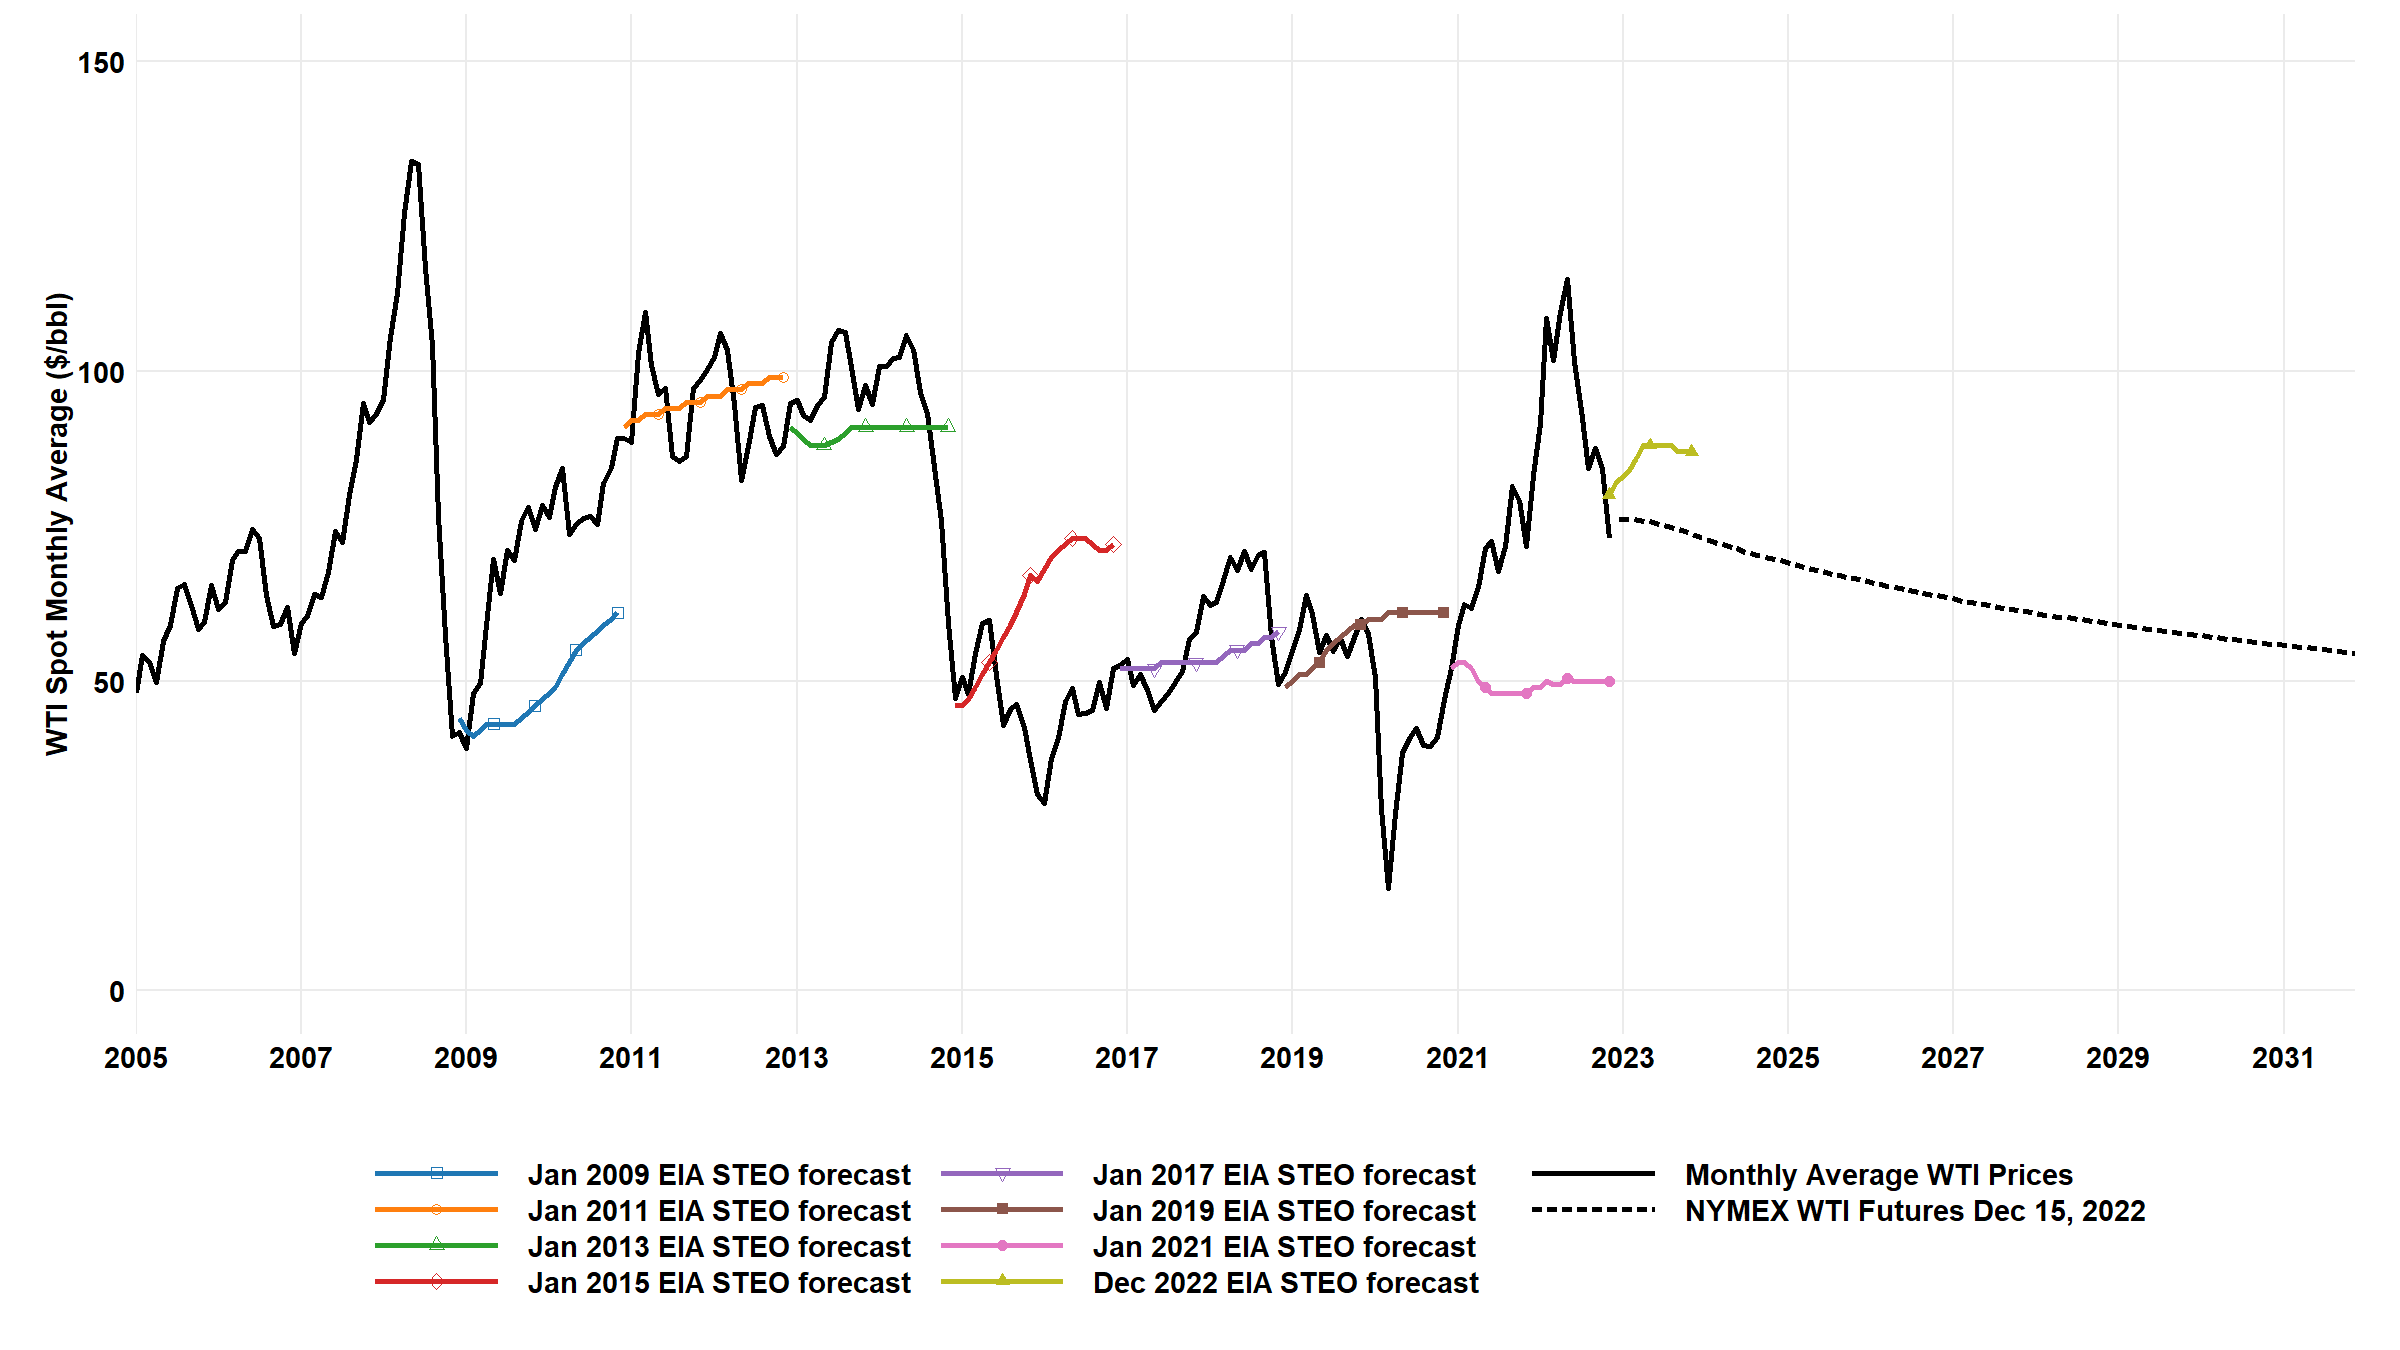 WTI Spot Monthly Average ($/bbl)
150
100
50
0
2005 2007 2009 2011 2013 2015 2017 2019 2021 2023 2025 2027 2029 2031
Jan 2009 EIA STEO forecast
Jan 2011 EIA STEO forecast
Jan 2013 EIA STEO forecast
Jan 2015 EIA STEO forecast
Jan 2017 EIA STEO forecast
Jan 2019 EIA STEO forecast
Jan 2021 EIA STEO forecast
Dec 2022 EIA STEO forecast
Monthly Average WTI Prices
NYMEX WTI Futures Dec 15, 2022